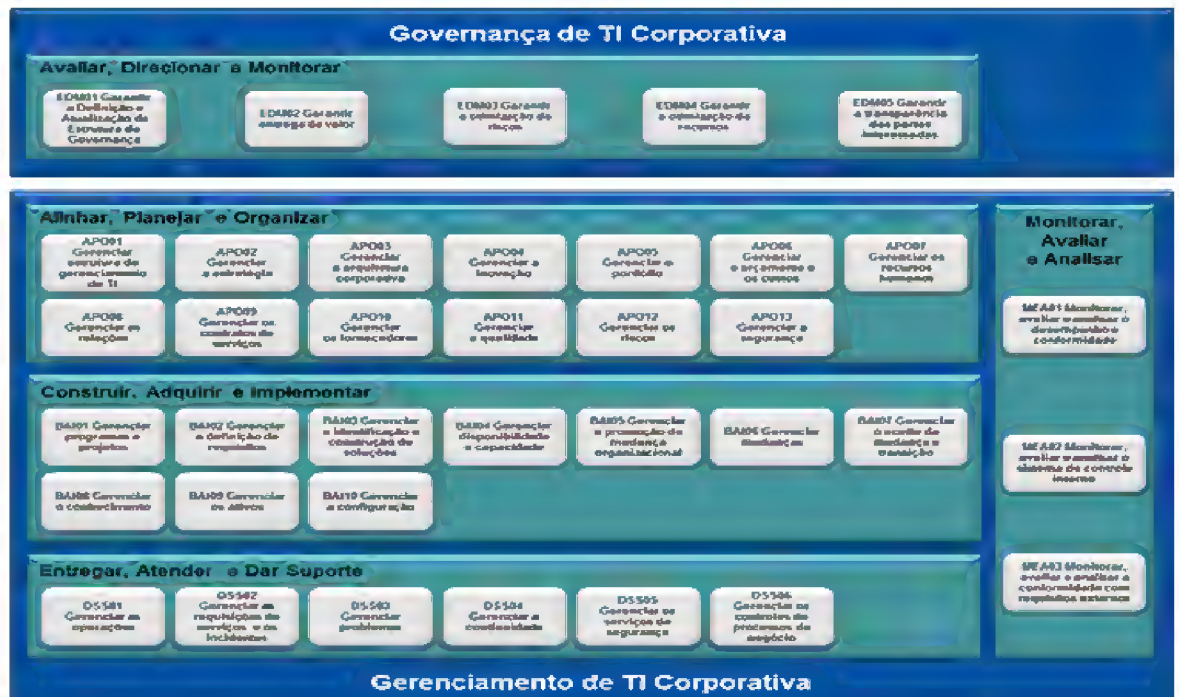 Governança de TI Corporativa
Avaliar, Direcionar e Monitorar
EDM01 Garantir
a Definição e
Atualização da
Estrutura de
Governança
EDM02 Garantir
entrega de valor
EDM03 Garantir
a otimização de
riscos
EDM04 Garantir
a otimização de
recursos
EDM05 Garantir
a transparência
das partes
interessadas
Alinhar, Planejar e Organizar
APO01
Gerenciar
estrutura de
gerenciamento
de TI
APO02
Gerenciar
a estratégia
APO03
Gerenciar
a arquitetura
corporativa
APO04
Gerenciar a
inovação
APO05
Gerenciar o
portfólio
APO06
Gerenciar
o orçamento e
os custos
APO07
Gerenciar os
recursos
humanos
APO08
Gerenciar as
relações
APO09
Gerenciar os
contratos de
serviços
APO10
Gerenciar
os fornecedores
APO11
Gerenciar
a qualidade
APO12
Gerenciar os
riscos
APO13
Gerenciar a
segurança
Construir, Adquirir e Implementar
BAI01 Gerenciar
programas e
projetos
BAI02 Gerenciar
a definição de
requisitos
BAI03 Gerenciar
a identificação e
construção de
soluções
BAI04 Gerenciar
disponibilidade
e capacidade
BAI05 Gerenciar
a promoção de
mudança
organizacional
BAI06 Gerenciar
mudanças
BAI07 Gerenciar
o aceite da
mudança e
transição
BAI08 Gerenciar
o conhecimento
BAI09 Gerenciar
os ativos
BAI10 Gerenciar
a configuração
Entregar, Atender e Dar Suporte
DSS01
Gerenciar as
operações
DSS02
Gerenciar as
requisições de
serviços e os
incidentes
DSS03
Gerenciar
problemas
DSS04
Gerenciar a
continuidade
DSS05
Gerenciar os
serviços de
segurança
DSS06
Gerenciar os
controles de
processos de
negócio
Monitorar,
Avaliar
e Analisar
MEA01 Monitorar,
avaliar e analisar o
desempenho e
conformidade
MEA02 Monitorar,
avaliar e analisar o
sistema de controle
interno
MEA03 Monitorar,
avaliar e analisar a
conformidade com
requisitos externos
Gerenciamento de TI Corporativa